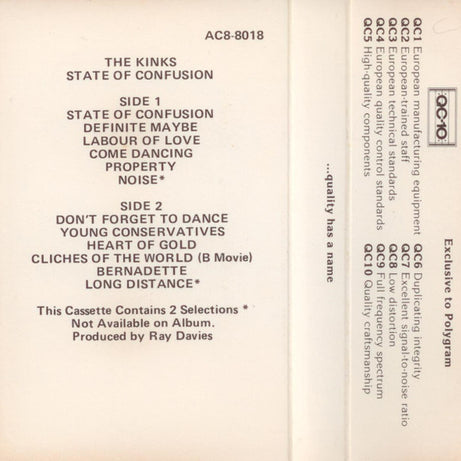 AC8-8018
THE KINKS
STATE OF CONFUSION
SIDE 1
STATE OF CONFUSION
DEFINITE MAYBE
LABOUR OF LOVE
COME DANCING
PROPERTY
NOISE*
SIDE 2
DON'T FORGET TO DANCE
YOUNG CONSERVATIVES
HEART OF GOLD
CLICHES OF THE WORLD (B Movie)
BERNADETTE
LONG DISTANCE*
This Cassette Contains 2 Selections *
Not Available on Album.
Produced by Ray Davies
...quality has a name
QC-10
Exclusive to Polygram
QC1 European manufacturing equipment
QC2 European-trained staff
QC3 European technical standards
QC4 European quality control standards
QC5 High-quality components
QC6 Duplicating integrity
QC7 Excellent signal-to-noise ratio
QC8 Low distortion
QC9 Full frequency spectrum
QC10 Quality craftsmanship